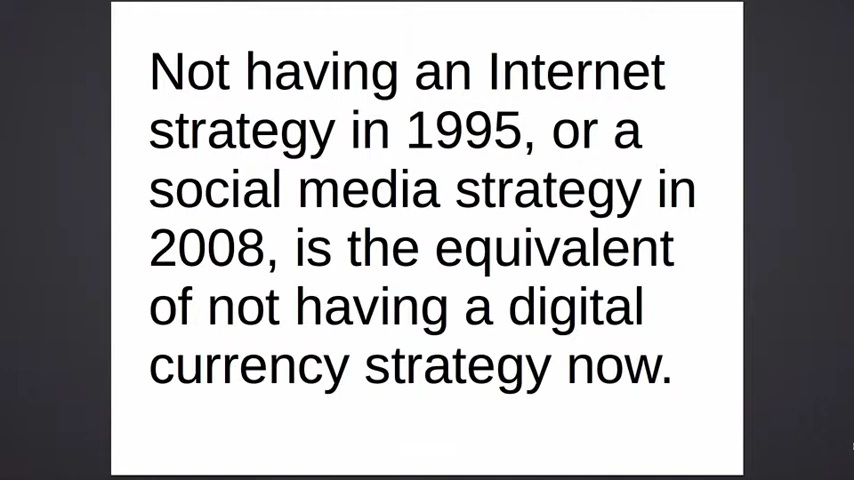 Not having an Internet
strategy in 1995, or a
social media strategy in
2008, is the equivalent
of not having a digital
currency strategy now.